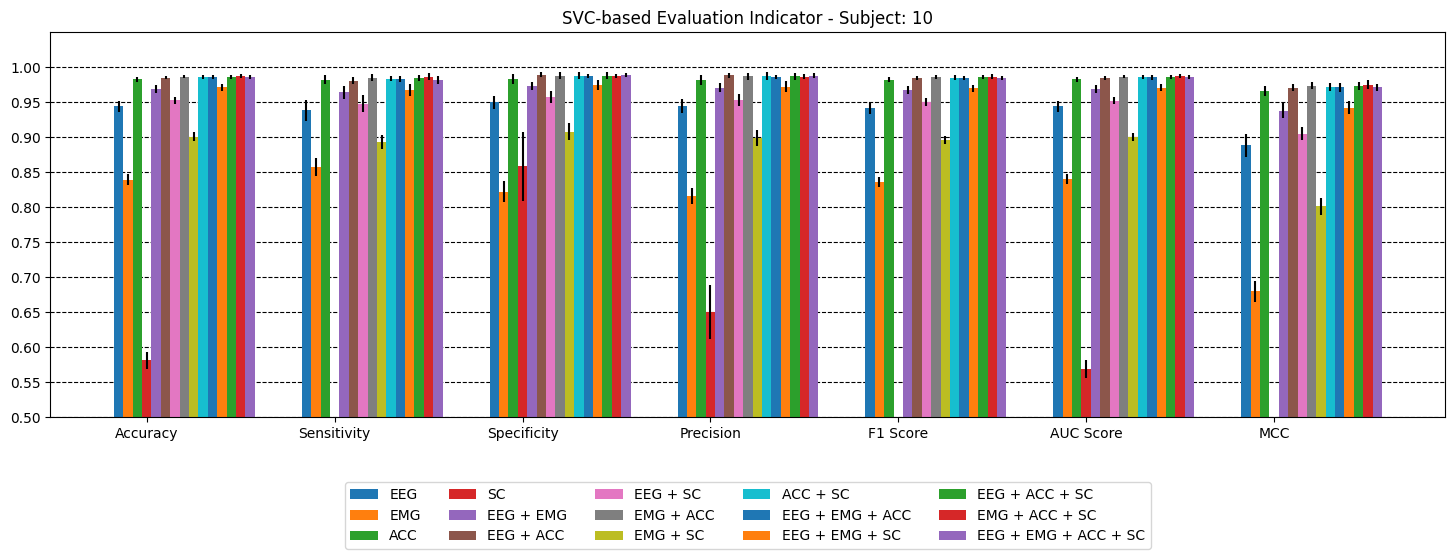 SVC-based Evaluation Indicator - Subject: 10
1.00
0.95
0.90
0.85
0.80
0.75
0.70
0.65
0.60
0.55
0.50
Accuracy Sensitivity Specificity Precision F1 Score AUC Score MCC
EEG SC EEG + SC ACC + SC EEG + ACC + SC
EMG EEG + EMG EMG + ACC EEG + EMG + ACC EMG + ACC + SC
ACC EEG + ACC EMG + SC EEG + EMG + SC EEG + EMG + ACC + SC